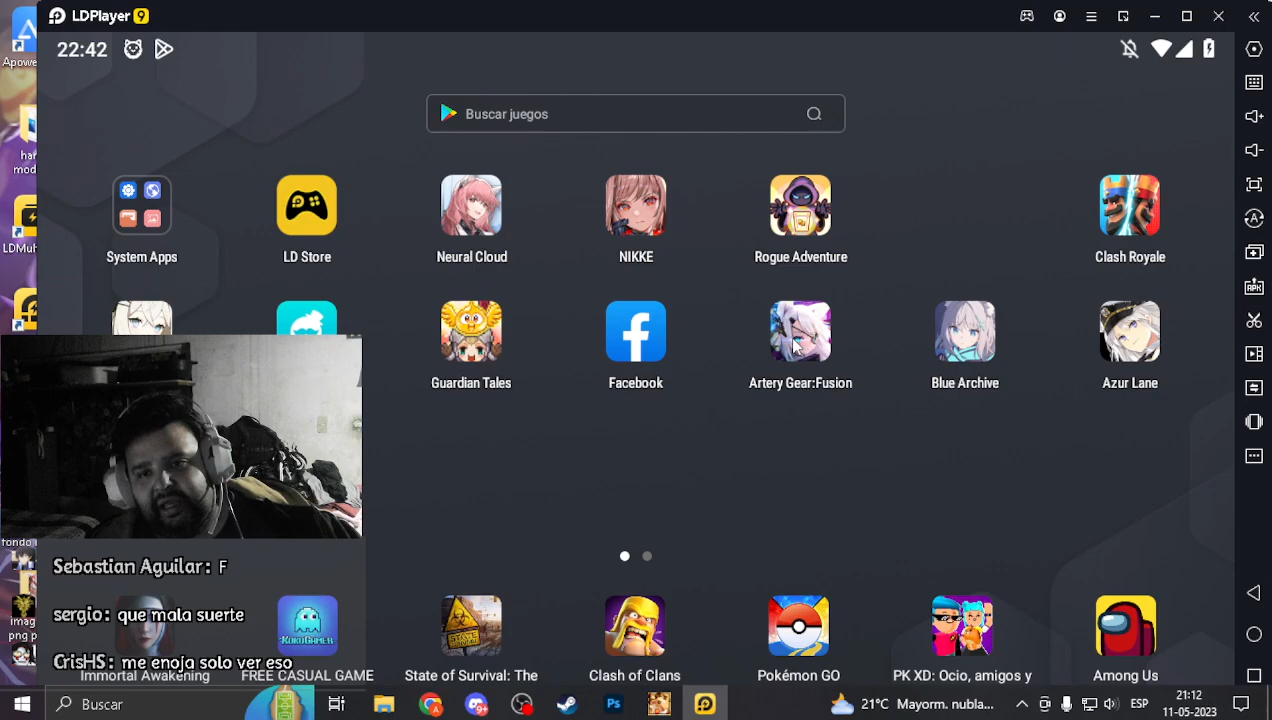 LDPlayer 9
22:42
Buscar juegos
System Apps
LD Store
Neural Cloud
NIKKE
Rogue Adventure
Clash Royale
Guardian Tales
Facebook
Artery Gear:Fusion
Blue Archive
Azur Lane
Sebastian Aguilar: F
sergio: que mala suerte
CrisHS: me enoja solo ver eso
Immortal Awakening
FREE CASUAL GAME
State of Survival: The
Clash of Clans
Pokémon GO
PK XD: Ocio, amigos y
Among Us
Buscar
21°C Mayorm. nubla...
ESP
21:12
11-05-2023